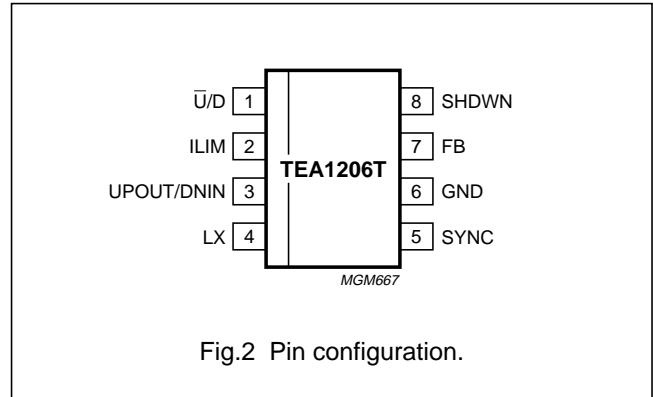 U̅/D 1
ILIM 2
UPOUT/DNIN 3
LX 4
TEA1206T
8 SHDWN
7 FB
6 GND
5 SYNC
MGM667
Fig.2 Pin configuration.